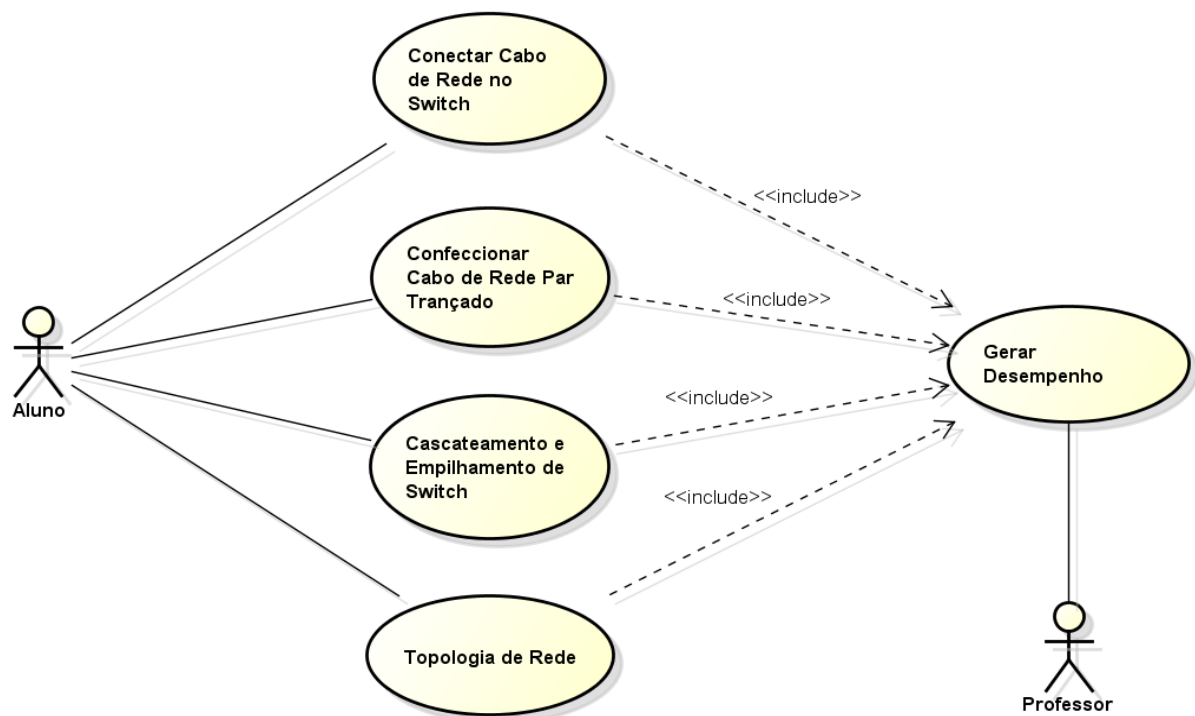 Conectar Cabo
de Rede no
Switch
<<include>>
Confeccionar
Cabo de Rede Par
Trançado
<<include>>
Gerar
Desempenho
Aluno
<<include>>
Cascateamento e
Empilhamento de
Switch
<<include>>
Topologia de Rede
Professor